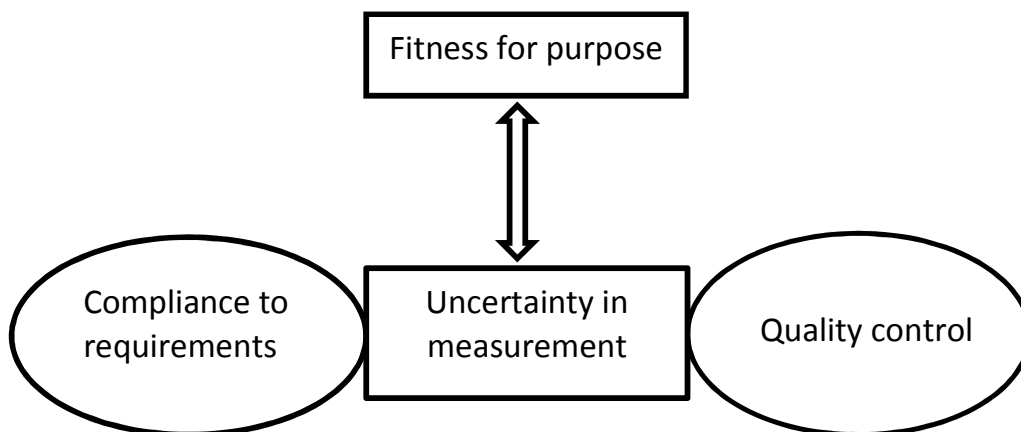 Fitness for purpose
Compliance to
requirements
Uncertainty in
measurement
Quality control